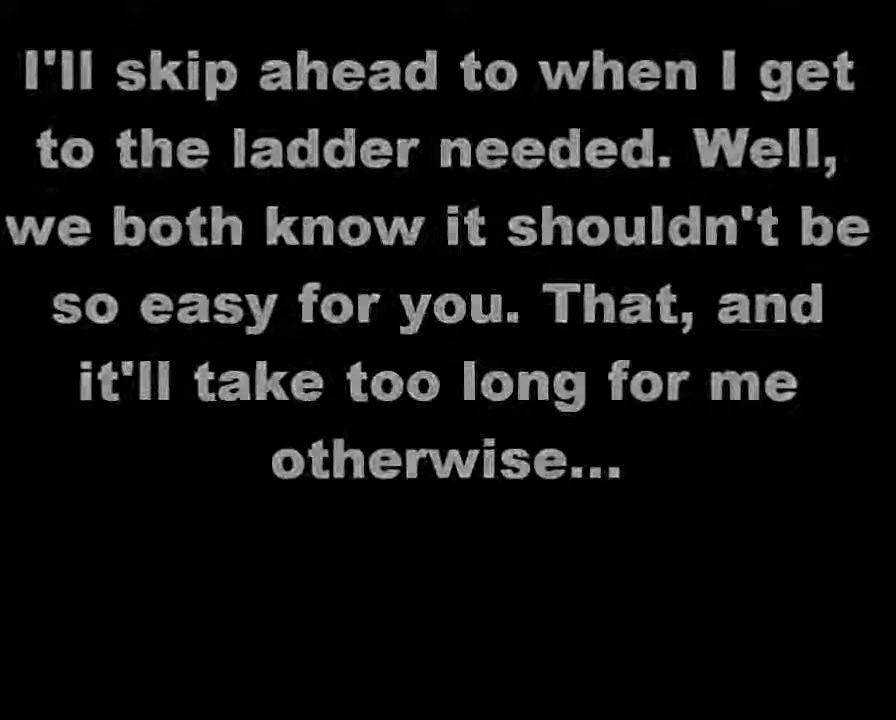 I'll skip ahead to when I get
to the ladder needed. Well,
we both know it shouldn't be
so easy for you. That, and
it'll take too long for me
otherwise...